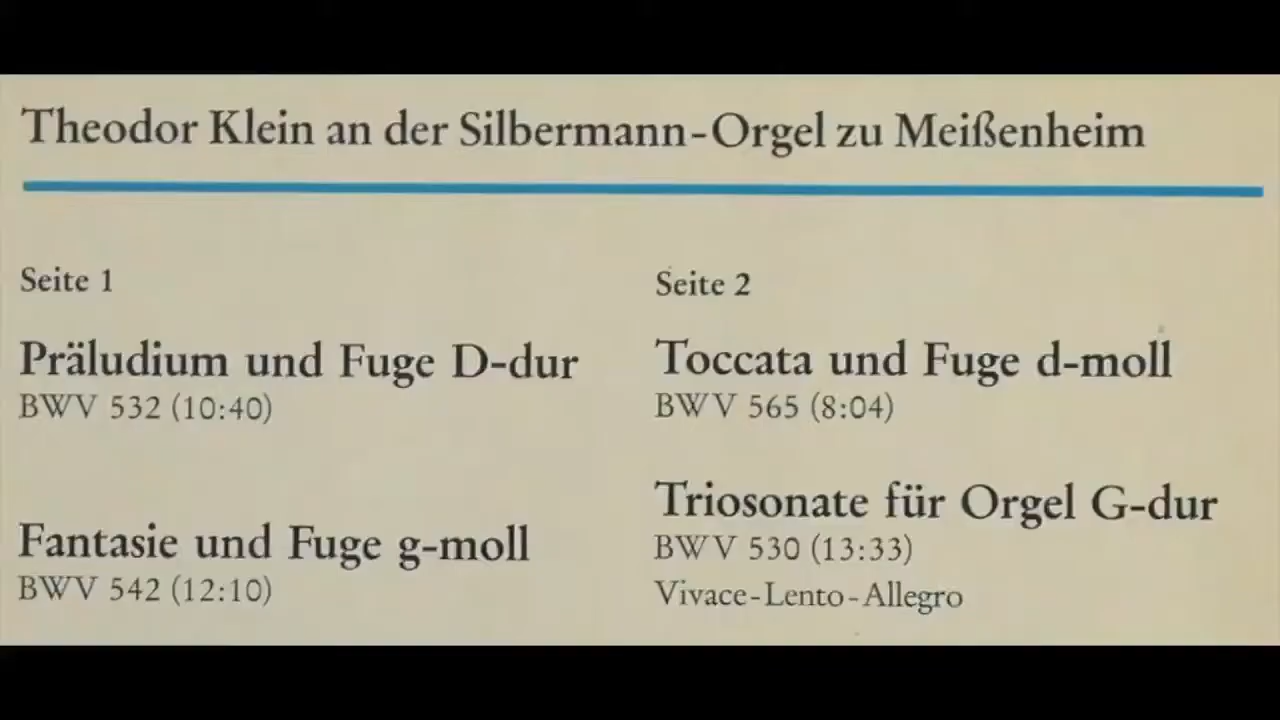 Theodor Klein an der Silbermann-Orgel zu Meißenheim
Seite 1
Präludium und Fuge D-dur
BWV 532 (10:40)
Fantasie und Fuge g-moll
BWV 542 (12:10)
Seite 2
Toccata und Fuge d-moll
BWV 565 (8:04)
Triosonate für Orgel G-dur
BWV 530 (13:33)
Vivace-Lento-Allegro